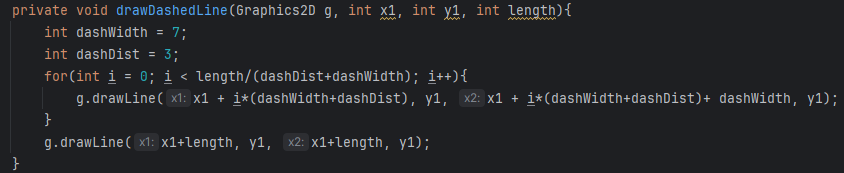 private void drawDashedLine(Graphics2D g, int x1, int y1, int length){
    int dashWidth = 7;
    int dashDist = 3;
    for(int i = 0; i < length/(dashDist+dashWidth); i++){
        g.drawLine( x1: x1 + i*(dashWidth+dashDist), y1, x2: x1 + i*(dashWidth+dashDist)+ dashWidth, y1);
    }
    g.drawLine( x1: x1+length, y1, x2: x1+length, y1);
}